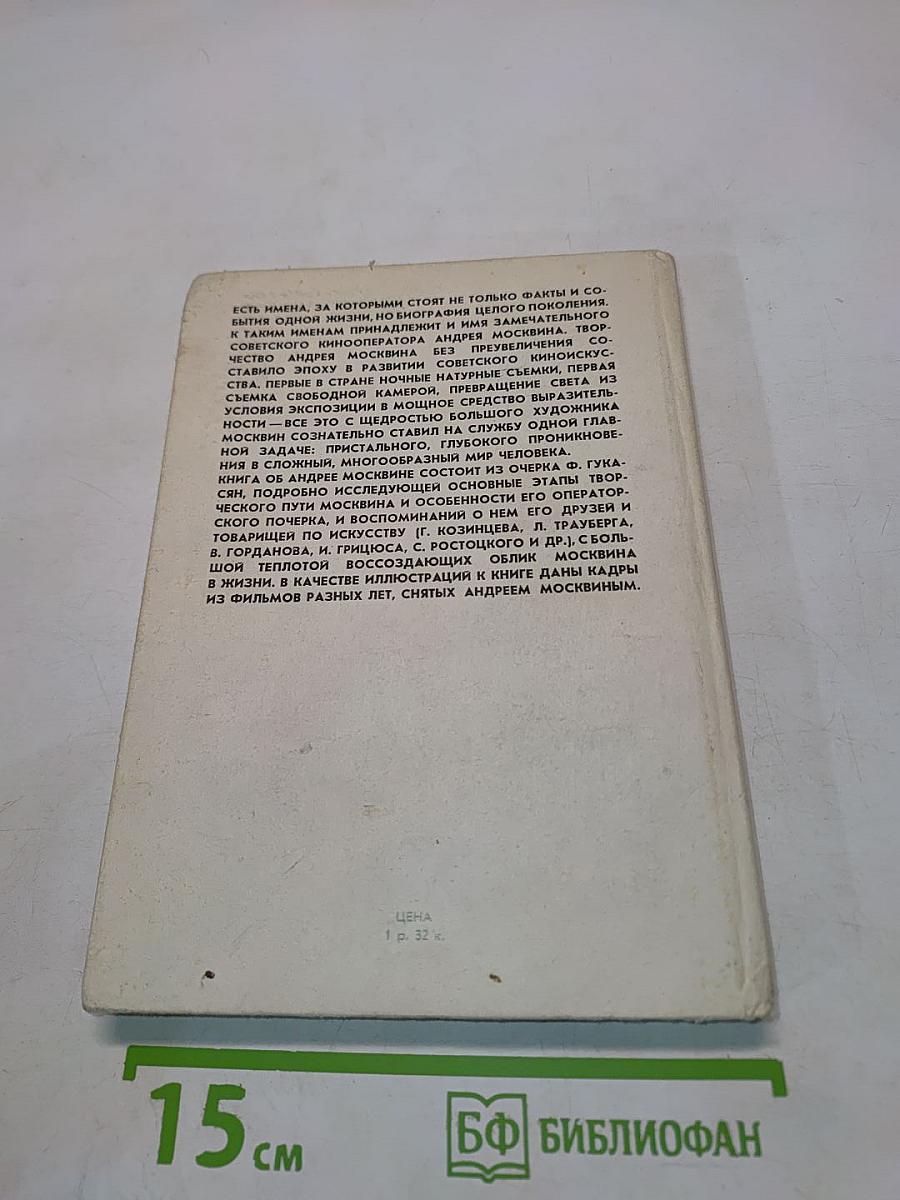 ЕСТЬ ИМЕНА, ЗА КОТОРЫМИ СТОЯТ НЕ ТОЛЬКО ФАКТЫ И СО-
БЫТИЯ ОДНОЙ ЖИЗНИ, НО БИОГРАФИЯ ЦЕЛОГО ПОКОЛЕНИЯ.
К ТАКИМ ИМЕНАМ ПРИНАДЛЕЖИТ И ИМЯ ЗАМЕЧАТЕЛЬНОГО
СОВЕТСКОГО КИНООПЕРАТОРА АНДРЕЯ МОСКВИНА. ТВОР-
ЧЕСТВО АНДРЕЯ МОСКВИНА БЕЗ ПРЕУВЕЛИЧЕНИЯ СО-
СТАВИЛО ЭПОХУ В РАЗВИТИИ СОВЕТСКОГО КИНОИСКУС-
СТВА. ПЕРВЫЕ В СТРАНЕ НОЧНЫЕ НАТУРНЫЕ СЪЕМКИ, ПЕРВАЯ
СЪЕМКА СВОБОДНОЙ КАМЕРОЙ, ПРЕВРАЩЕНИЕ СВЕТА ИЗ
УСЛОВИЯ ЭКСПОЗИЦИИ В МОЩНОЕ СРЕДСТВО ВЫРАЗИТЕЛЬ-
НОСТИ — ВСЕ ЭТО С ЩЕДРОСТЬЮ БОЛЬШОГО ХУДОЖНИКА
МОСКВИН СОЗНАТЕЛЬНО СТАВИЛ НА СЛУЖБУ ОДНОЙ ГЛАВ-
НОЙ ЗАДАЧЕ: ПРИСТАЛЬНОГО, ГЛУБОКОГО ПРОНИКНОВЕ-
НИЯ В СЛОЖНЫЙ, МНОГООБРАЗНЫЙ МИР ЧЕЛОВЕКА.
КНИГА ОБ АНДРЕЕ МОСКВИНЕ СОСТОИТ ИЗ ОЧЕРКА Ф. ГУКА-
СЯН, ПОДРОБНО ИССЛЕДУЮЩЕЙ ОСНОВНЫЕ ЭТАПЫ ТВОР-
ЧЕСКОГО ПУТИ МОСКВИНА И ОСОБЕННОСТИ ЕГО ОПЕРАТОР-
СКОГО ПОЧЕРКА, И ВОСПОМИНАНИЙ О НЕМ ЕГО ДРУЗЕЙ И
ТОВАРИЩЕЙ ПО ИСКУССТВУ (Г. КОЗИНЦЕВА, Л. ТРАУБЕРГА,
В. ГОРДАНОВА, И. ГРИЦЮСА, С. РОСТОЦКОГО И ДР.), С БОЛЬ-
ШОЙ ТЕПЛОТОЙ ВОССОЗДАЮЩИХ ОБЛИК МОСКВИНА
В ЖИЗНИ. В КАЧЕСТВЕ ИЛЛЮСТРАЦИЙ К КНИГЕ ДАНЫ КАДРЫ
ИЗ ФИЛЬМОВ РАЗНЫХ ЛЕТ, СНЯТЫХ АНДРЕЕМ МОСКВИНЫМ.
ЦЕНА
1 р. 32 к.
15 см
БФ БИБЛИОФАН